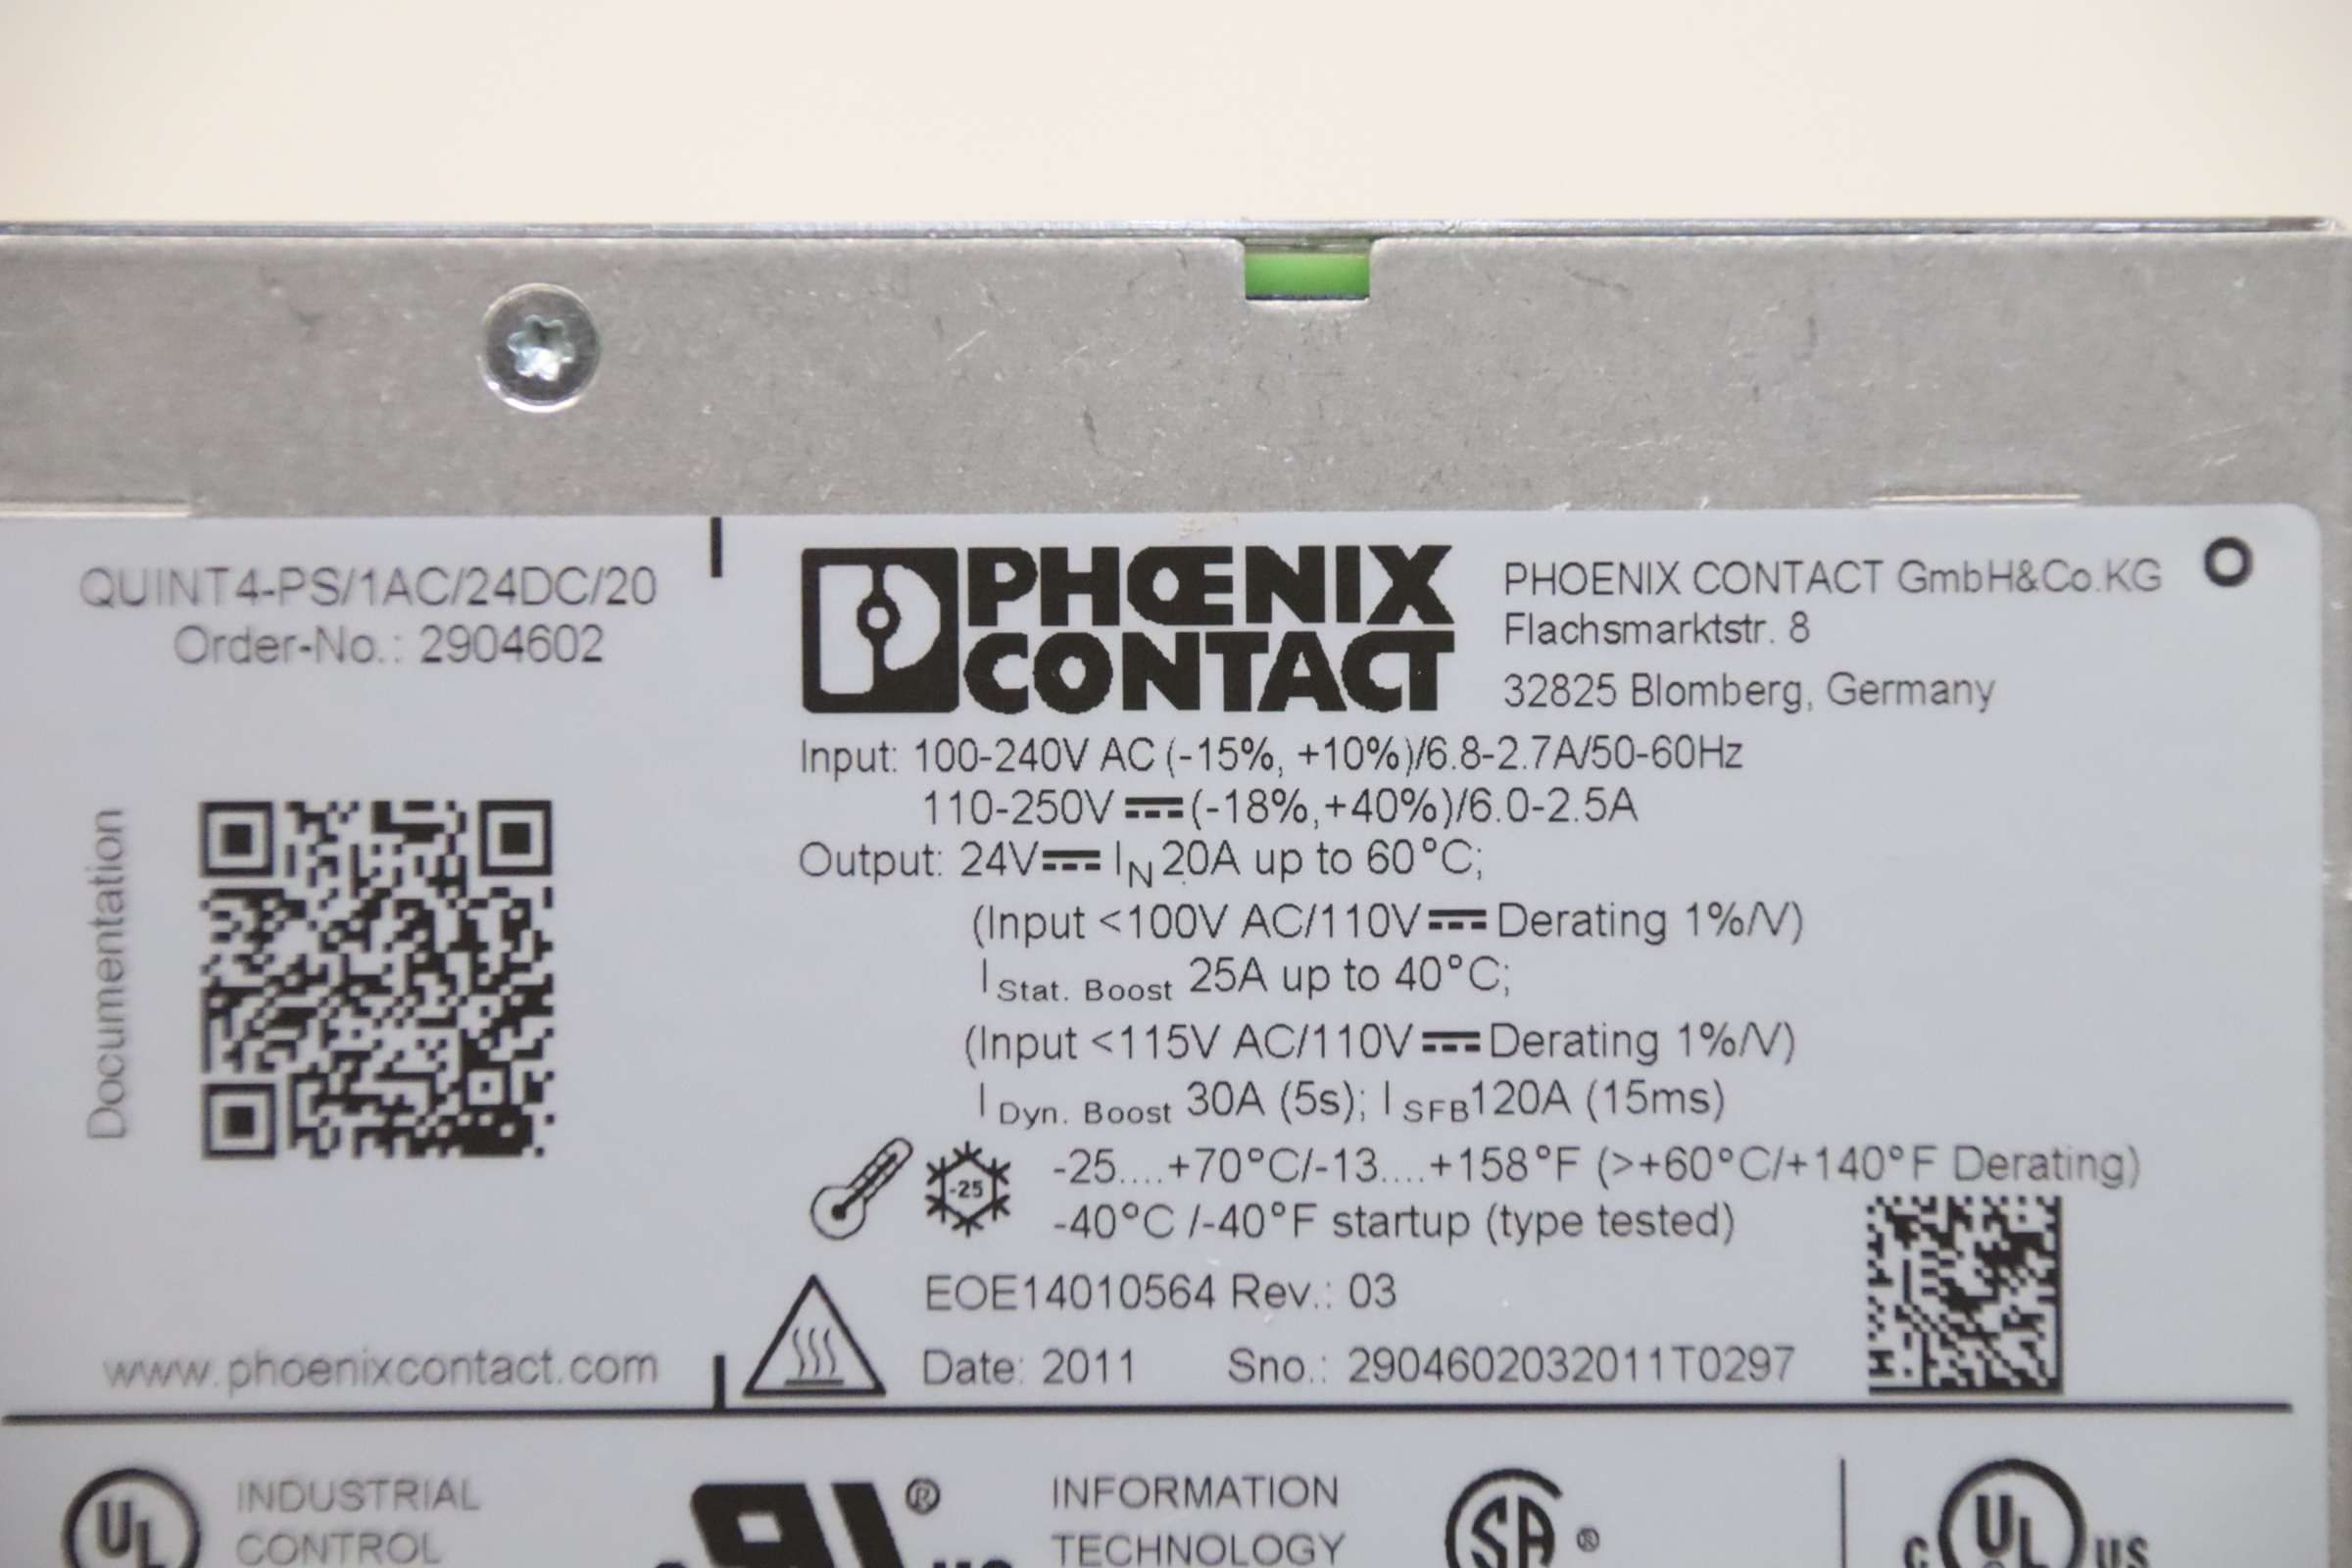 QUINT4-PS/1AC/24DC/20
Order-No.: 2904602
Documentation
www.phoenixcontact.com
PHŒNIX
CONTACT
PHOENIX CONTACT GmbH&Co.KG
Flachsmarktstr. 8
32825 Blomberg, Germany
Input: 100-240V AC (-15%, +10%)/6.8-2.7A/50-60Hz
110-250V ⎓ (-18%,+40%)/6.0-2.5A
Output: 24V ⎓ IN 20A up to 60°C;
(Input <100V AC/110V ⎓ Derating 1%/V)
I Stat. Boost 25A up to 40°C;
(Input <115V AC/110V ⎓ Derating 1%/V)
I Dyn. Boost 30A (5s); I SFB 120A (15ms)
-25
-25....+70°C/-13....+158°F (>+60°C/+140°F Derating)
-40°C /-40°F startup (type tested)
EOE14010564 Rev.: 03
Date: 2011 Sno.: 2904602032011T0297
UL
INDUSTRIAL
CONTROL
®
INFORMATION
TECHNOLOGY
SA ®
C UL US